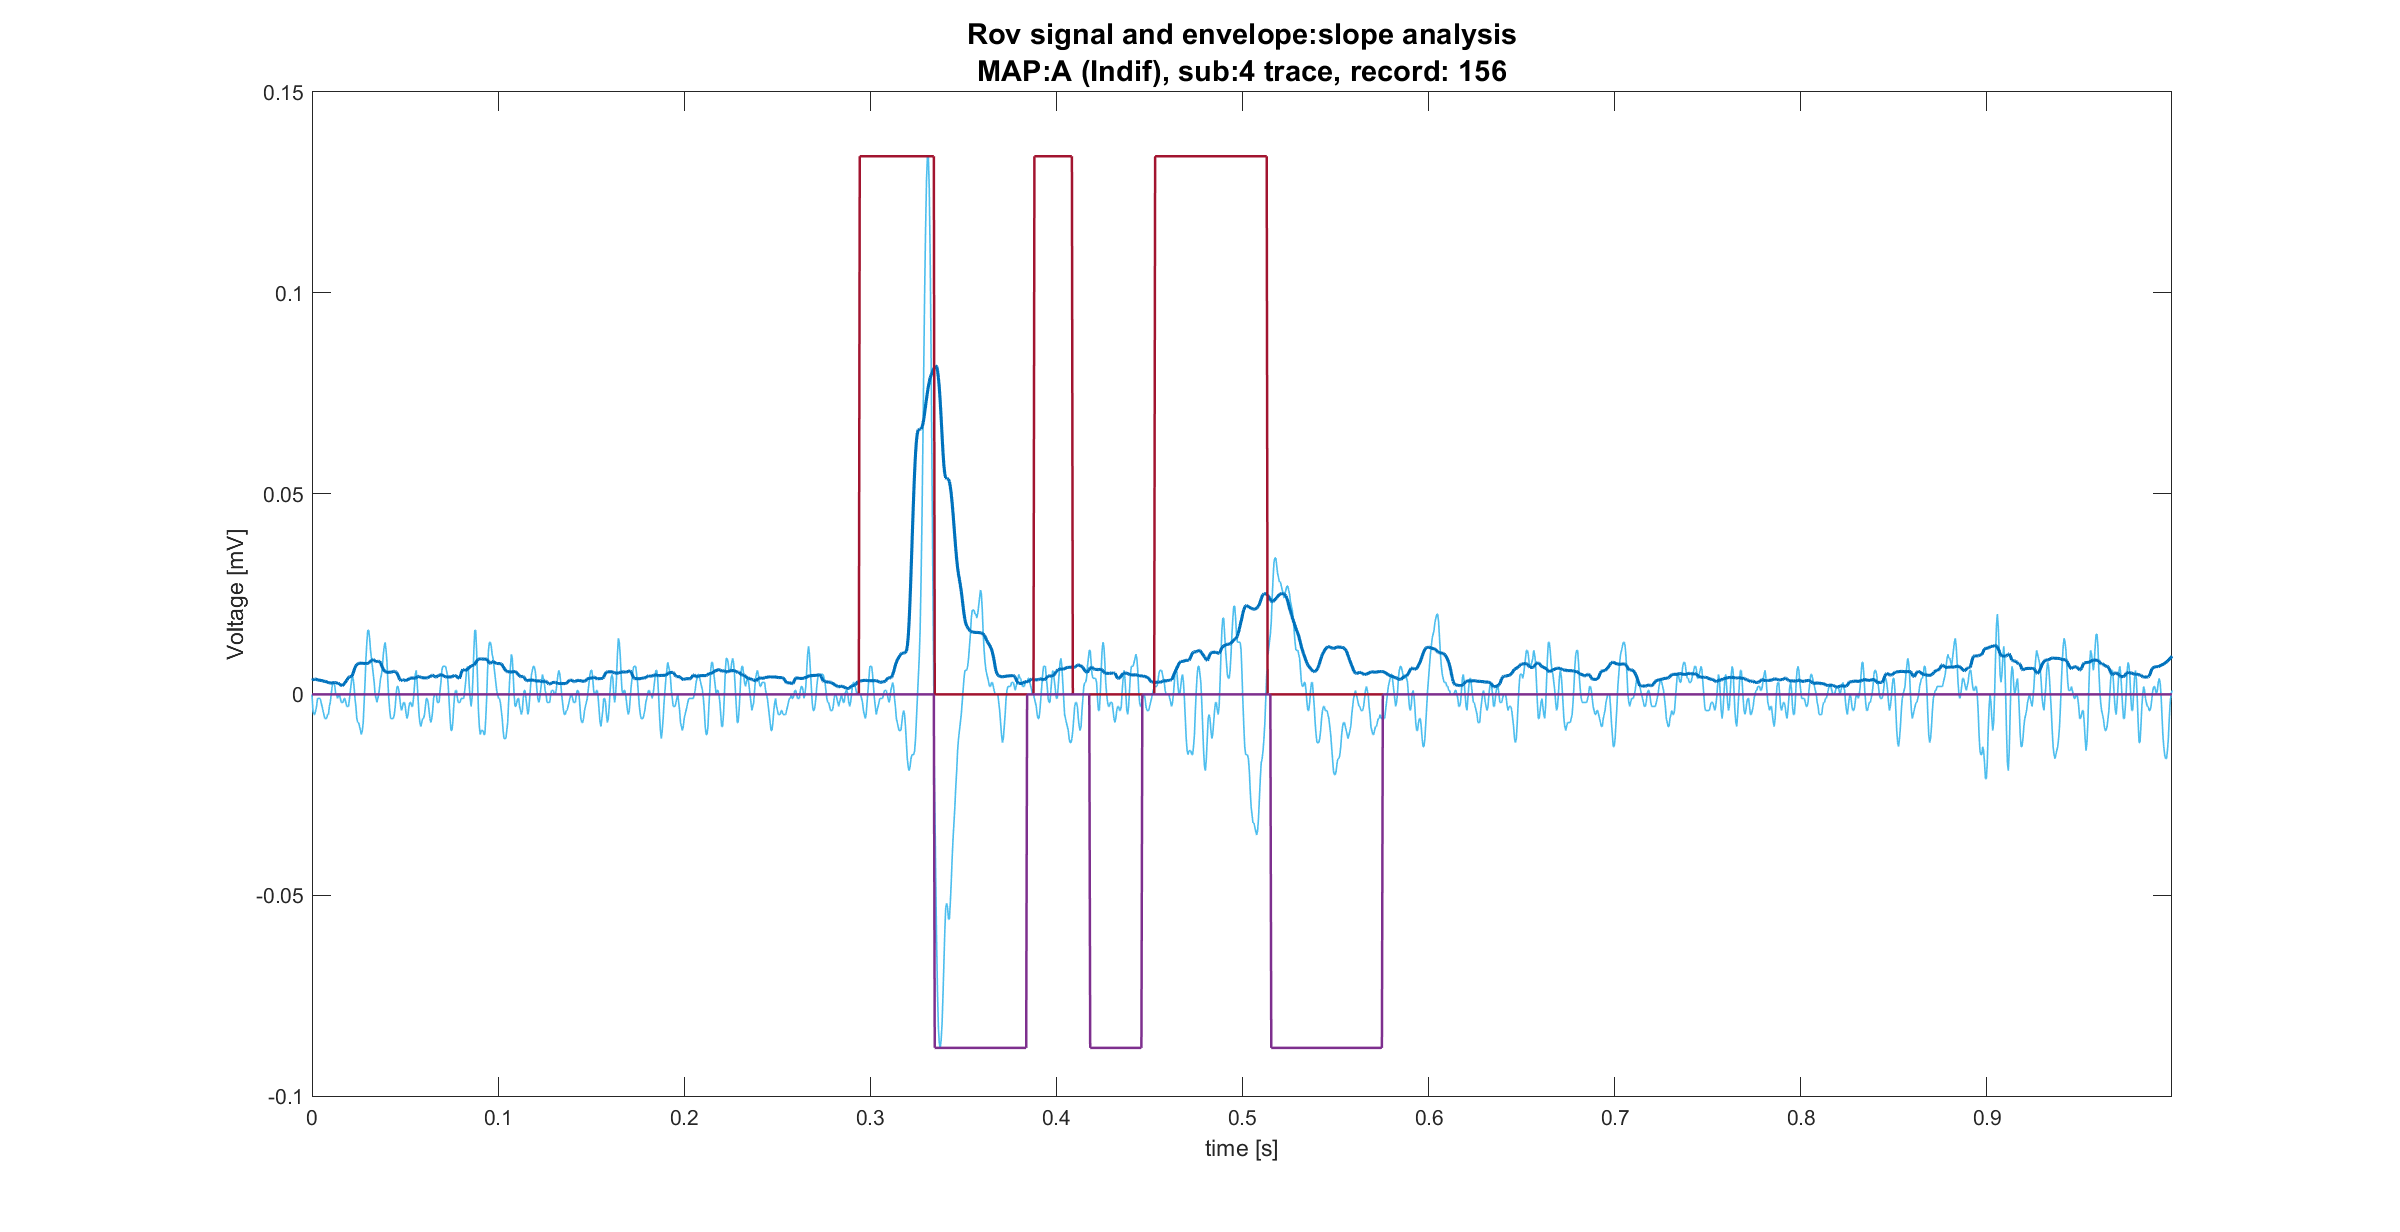 Rov signal and envelope:slope analysis
MAP:A (Indif), sub:4 trace, record: 156
0.15
0.1
0.05
0
-0.05
-0.1
Voltage [mV]
0 0.1 0.2 0.3 0.4 0.5 0.6 0.7 0.8 0.9
time [s]